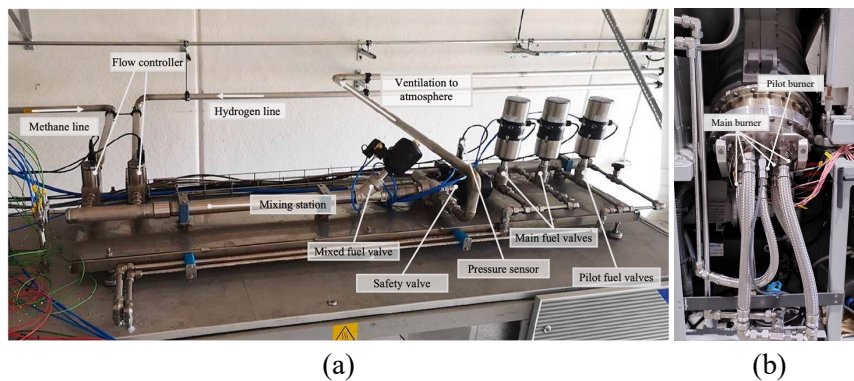 Flow controller
Methane line
Hydrogen line
Ventilation to
atmosphere
Mixing station
Mixed fuel valve
Safety valve
Pressure sensor
Main fuel valves
Pilot fuel valves
Pilot burner
Main burner
(a)
(b)